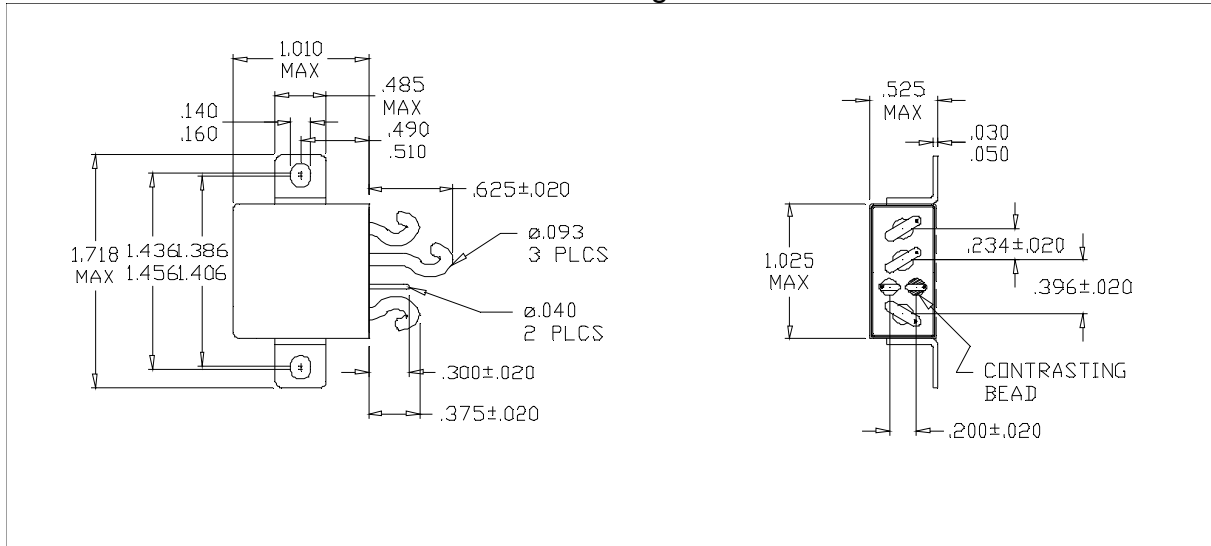 1.010
MAX
.485
MAX
.140
.160
.490
.510
.625±.020
ø.093
3 PLCS
1.718
MAX
1.436
1.456
1.386
1.406
ø.040
2 PLCS
.300±.020
.375±.020
.525
MAX
.030
.050
1.025
MAX
.234±.020
.396±.020
CONTRASTING
BEAD
.200±.020